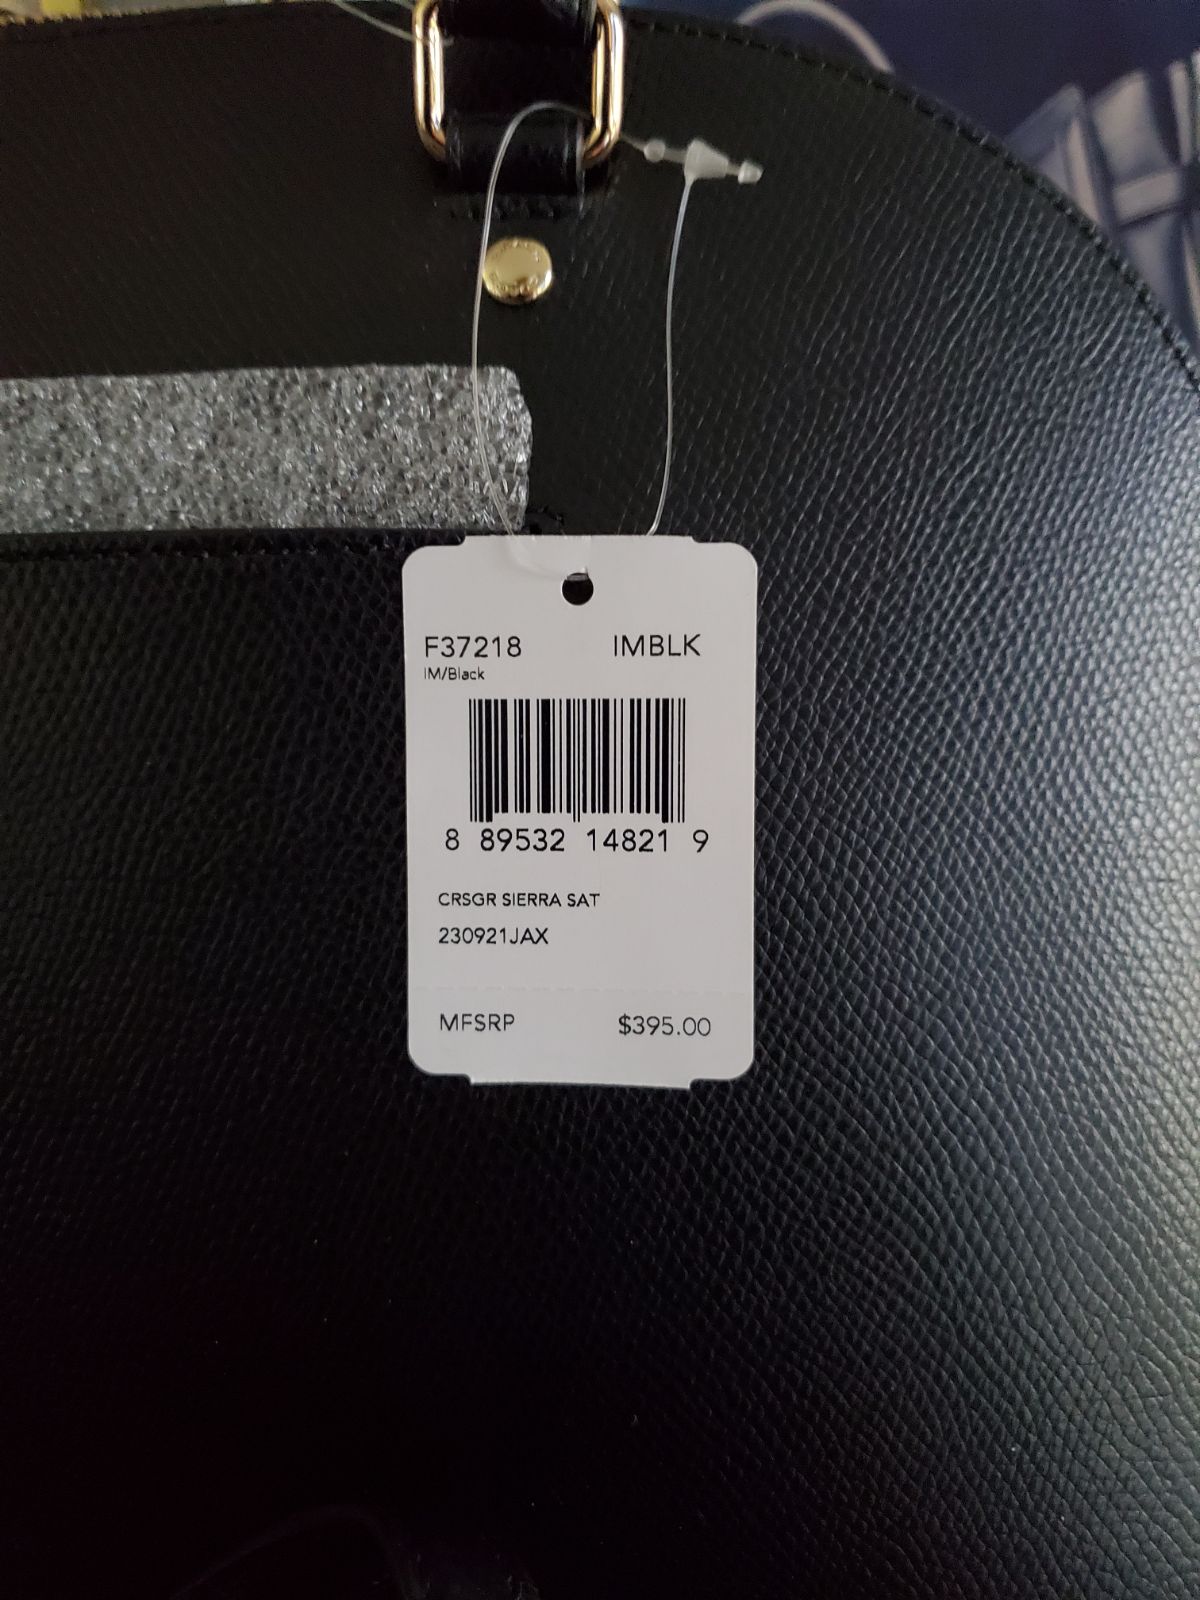 F37218 IMBLK
IM/Black
8 89532 14821 9
CRSGR SIERRA SAT
230921JAX
MFSRP $395.00